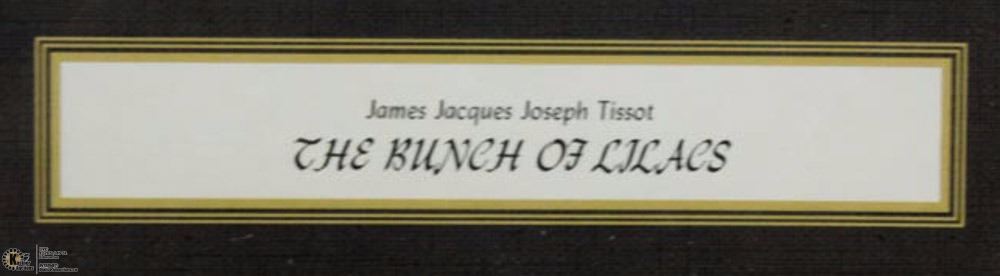 James Jacques Joseph Tissot
THE BUNCH OF LILACS